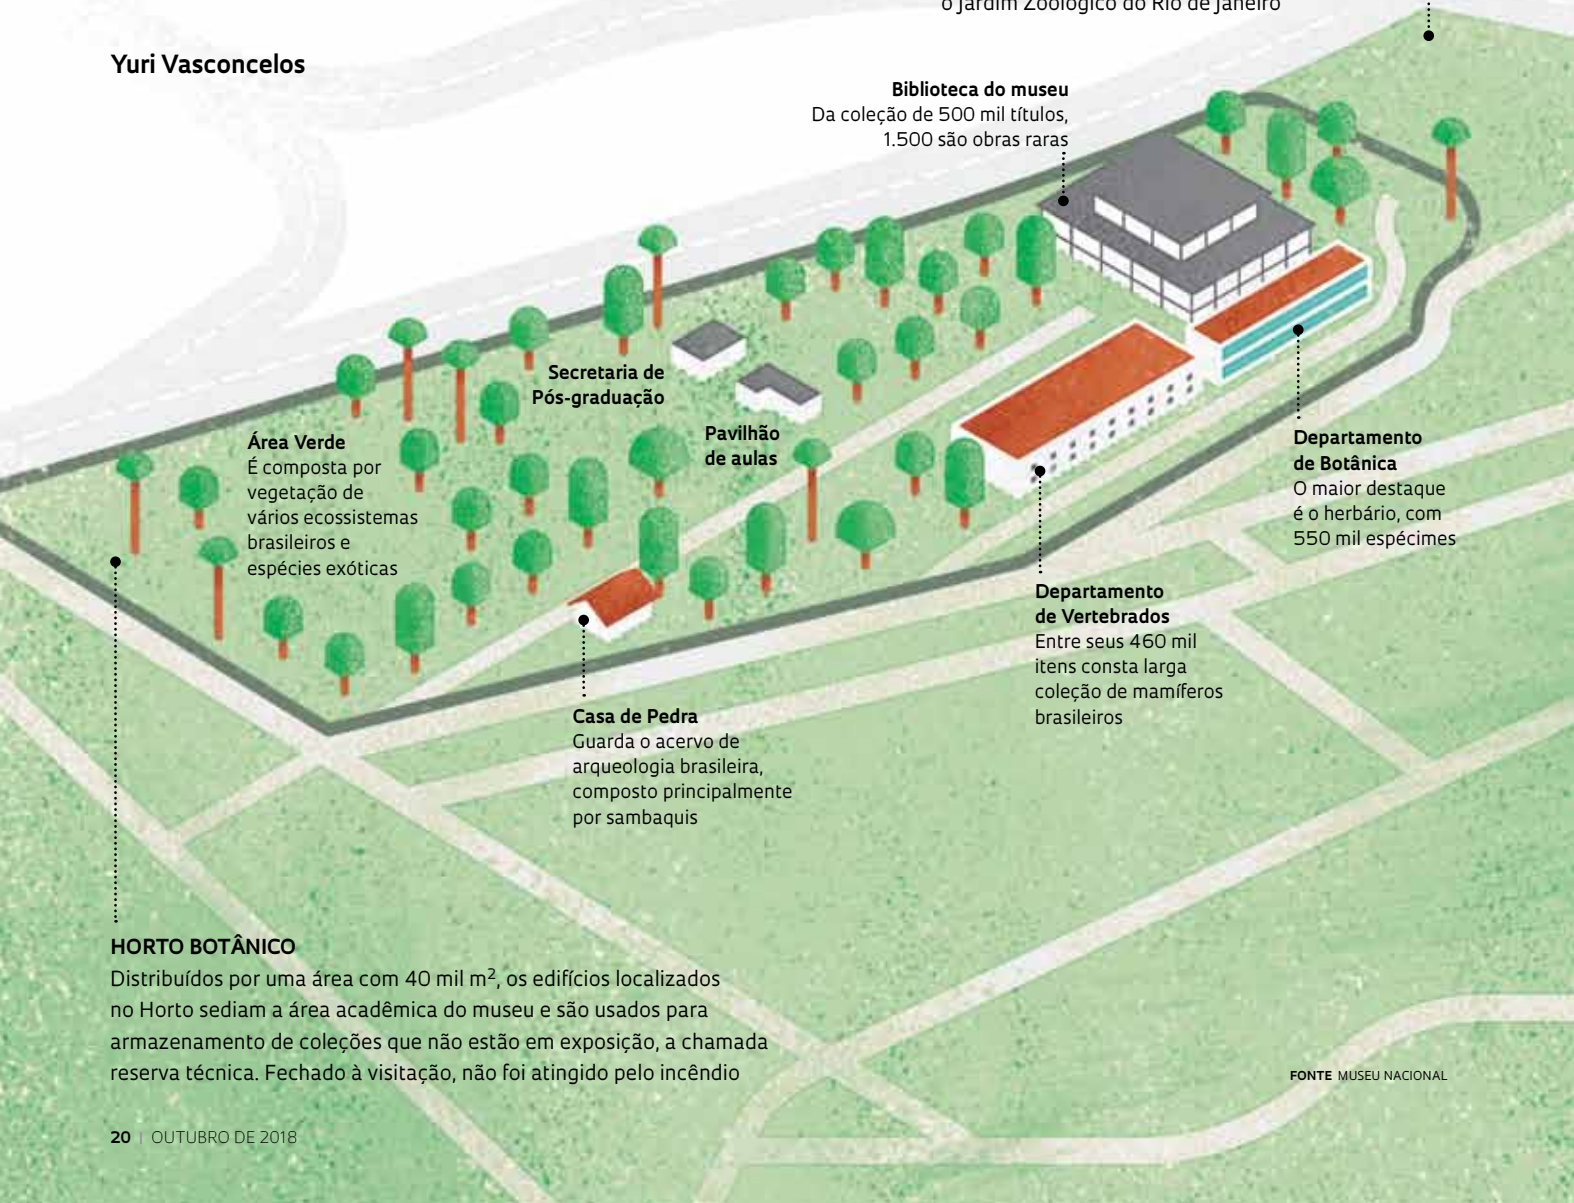 o Jardim Zoológico do Rio de Janeiro
Yuri Vasconcelos
Biblioteca do museu
Da coleção de 500 mil títulos,
1.500 são obras raras
Secretaria de
Pós-graduação
Pavilhão
de aulas
Área Verde
É composta por
vegetação de
vários ecossistemas
brasileiros e
espécies exóticas
Departamento
de Botânica
O maior destaque
é o herbário, com
550 mil espécimes
Departamento
de Vertebrados
Entre seus 460 mil
itens consta larga
coleção de mamíferos
brasileiros
Casa de Pedra
Guarda o acervo de
arqueologia brasileira,
composto principalmente
por sambaquis
HORTO BOTÂNICO
Distribuídos por uma área com 40 mil m², os edifícios localizados
no Horto sediam a área acadêmica do museu e são usados para
armazenamento de coleções que não estão em exposição, a chamada
reserva técnica. Fechado à visitação, não foi atingido pelo incêndio
FONTE MUSEU NACIONAL
20 | OUTUBRO DE 2018